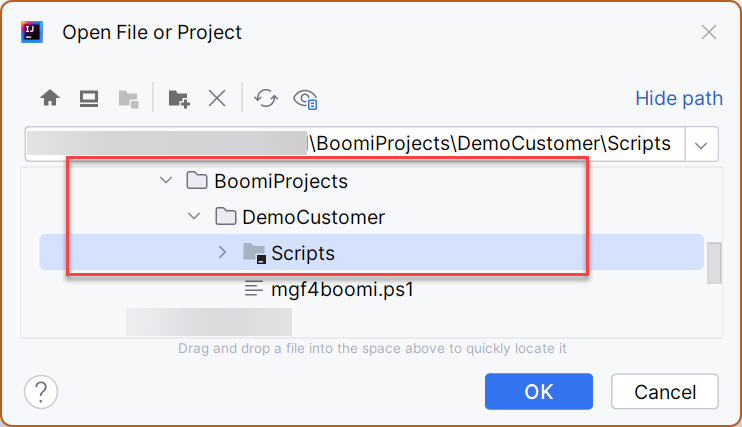 IJ
Open File or Project
Hide path
\BoomiProjects\DemoCustomer\Scripts
BoomiProjects
DemoCustomer
Scripts
mgf4boomi.ps1
Drag and drop a file into the space above to quickly locate it
?
OK
Cancel